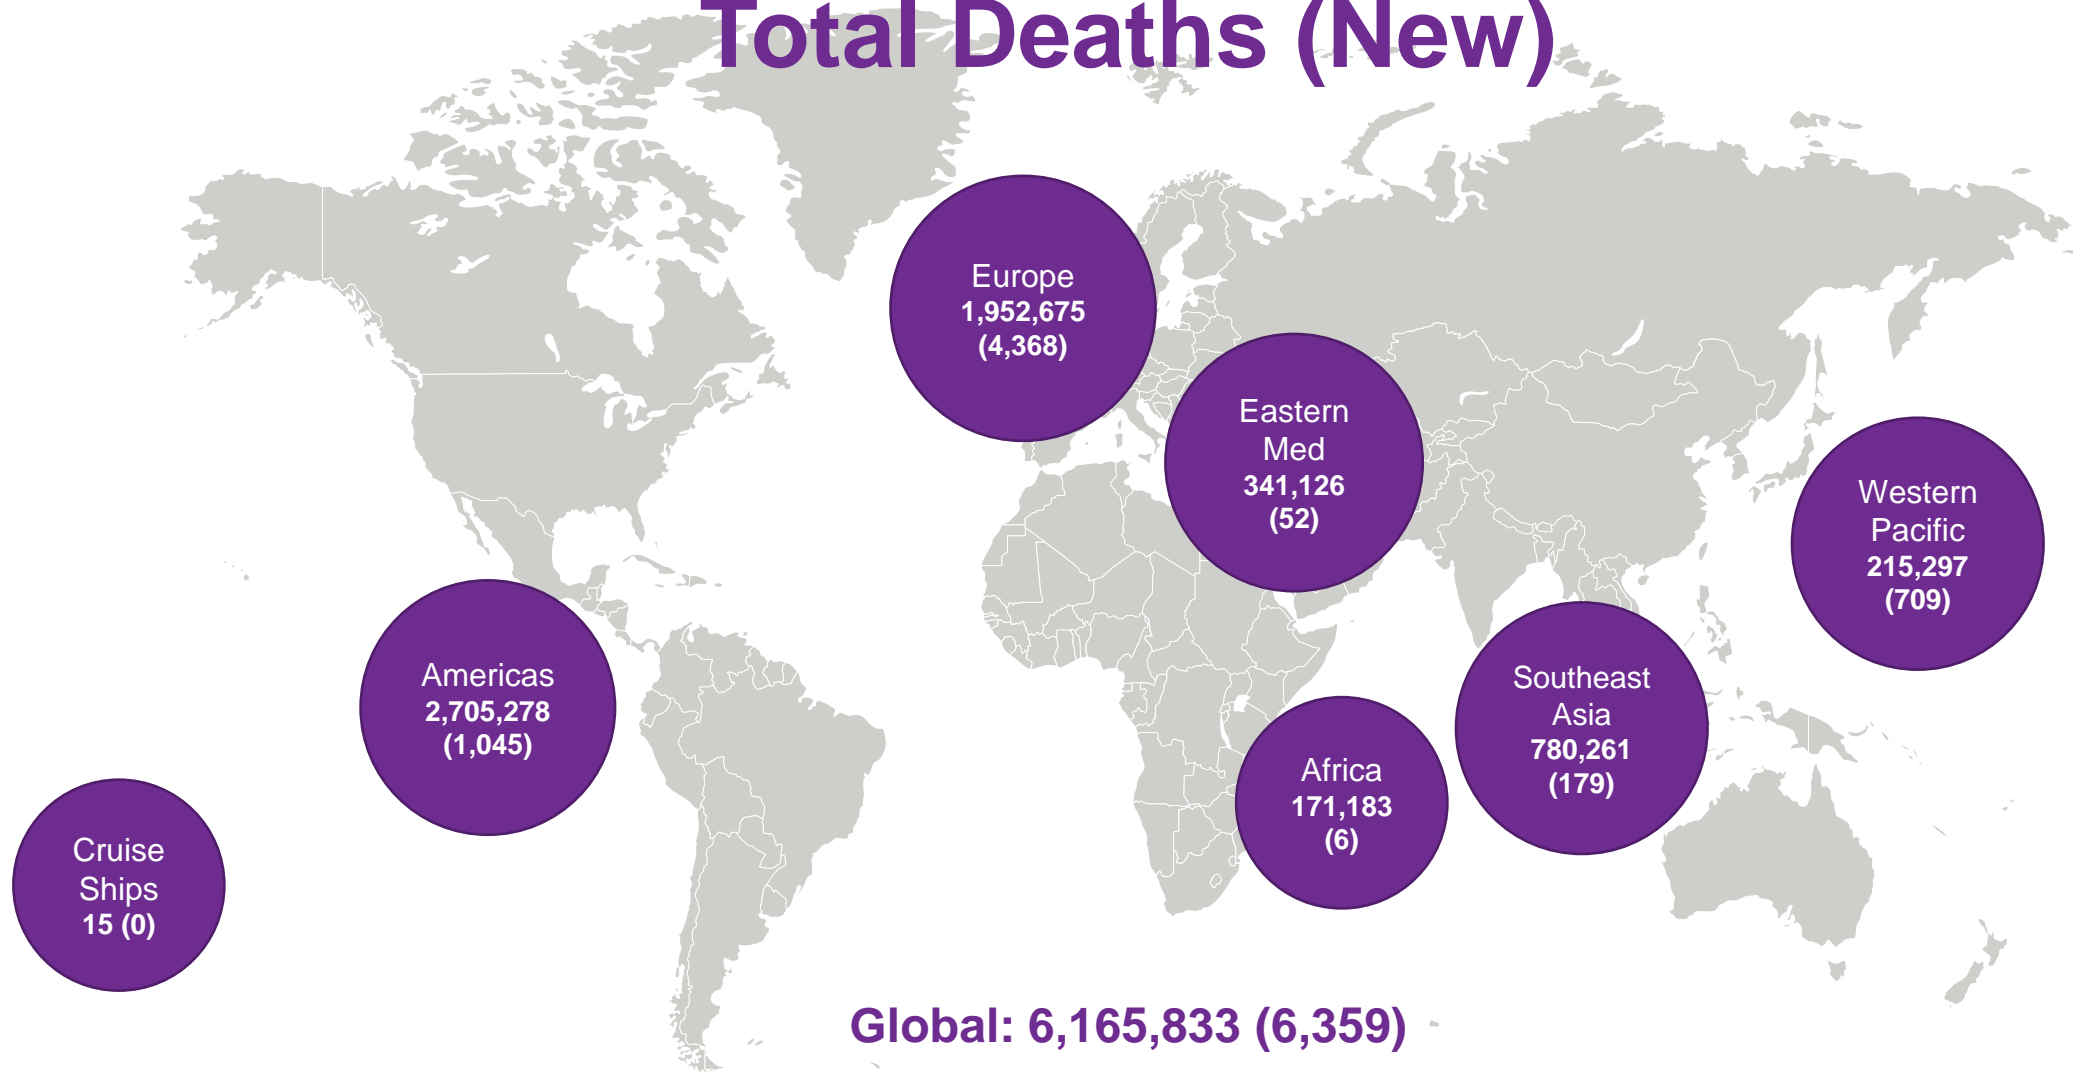 Total Deaths (New)
Europe
1,952,675
(4,368)
Eastern
Med
341,126
(52)
Western
Pacific
215,297
(709)
Americas
2,705,278
(1,045)
Southeast
Asia
780,261
(179)
Africa
171,183
(6)
Cruise
Ships
15 (0)
Global: 6,165,833 (6,359)